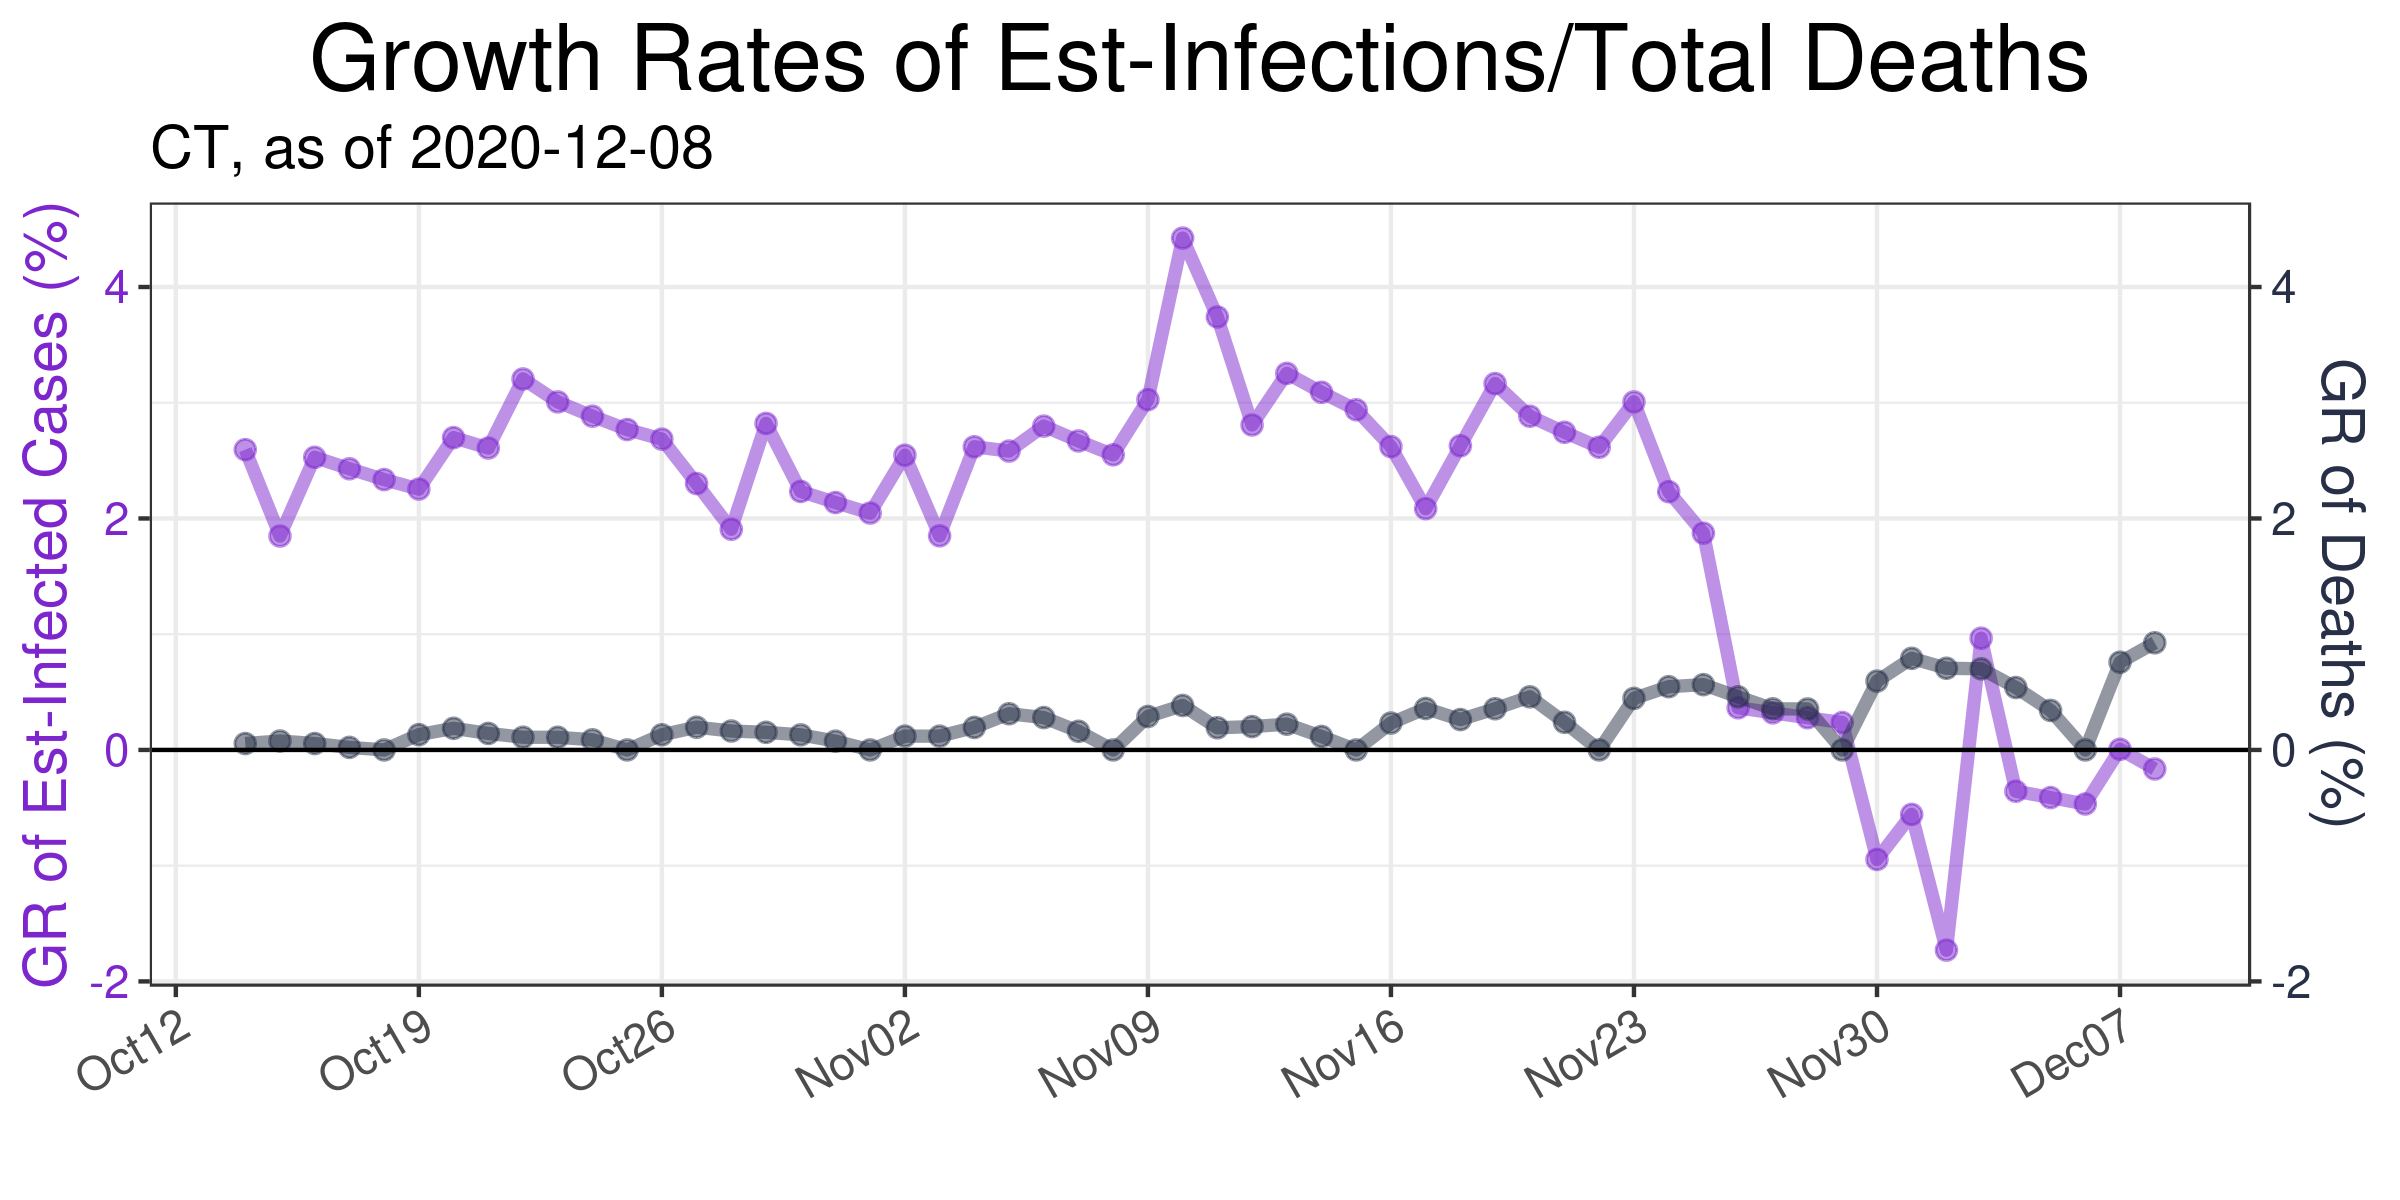 Growth Rates of Est-Infections/Total Deaths
CT, as of 2020-12-08
GR of Est-Infected Cases (%)
4
2
0
-2
4
2
0
-2
GR of Deaths (%)
Oct12
Oct19
Oct26
Nov02
Nov09
Nov16
Nov23
Nov30
Dec07